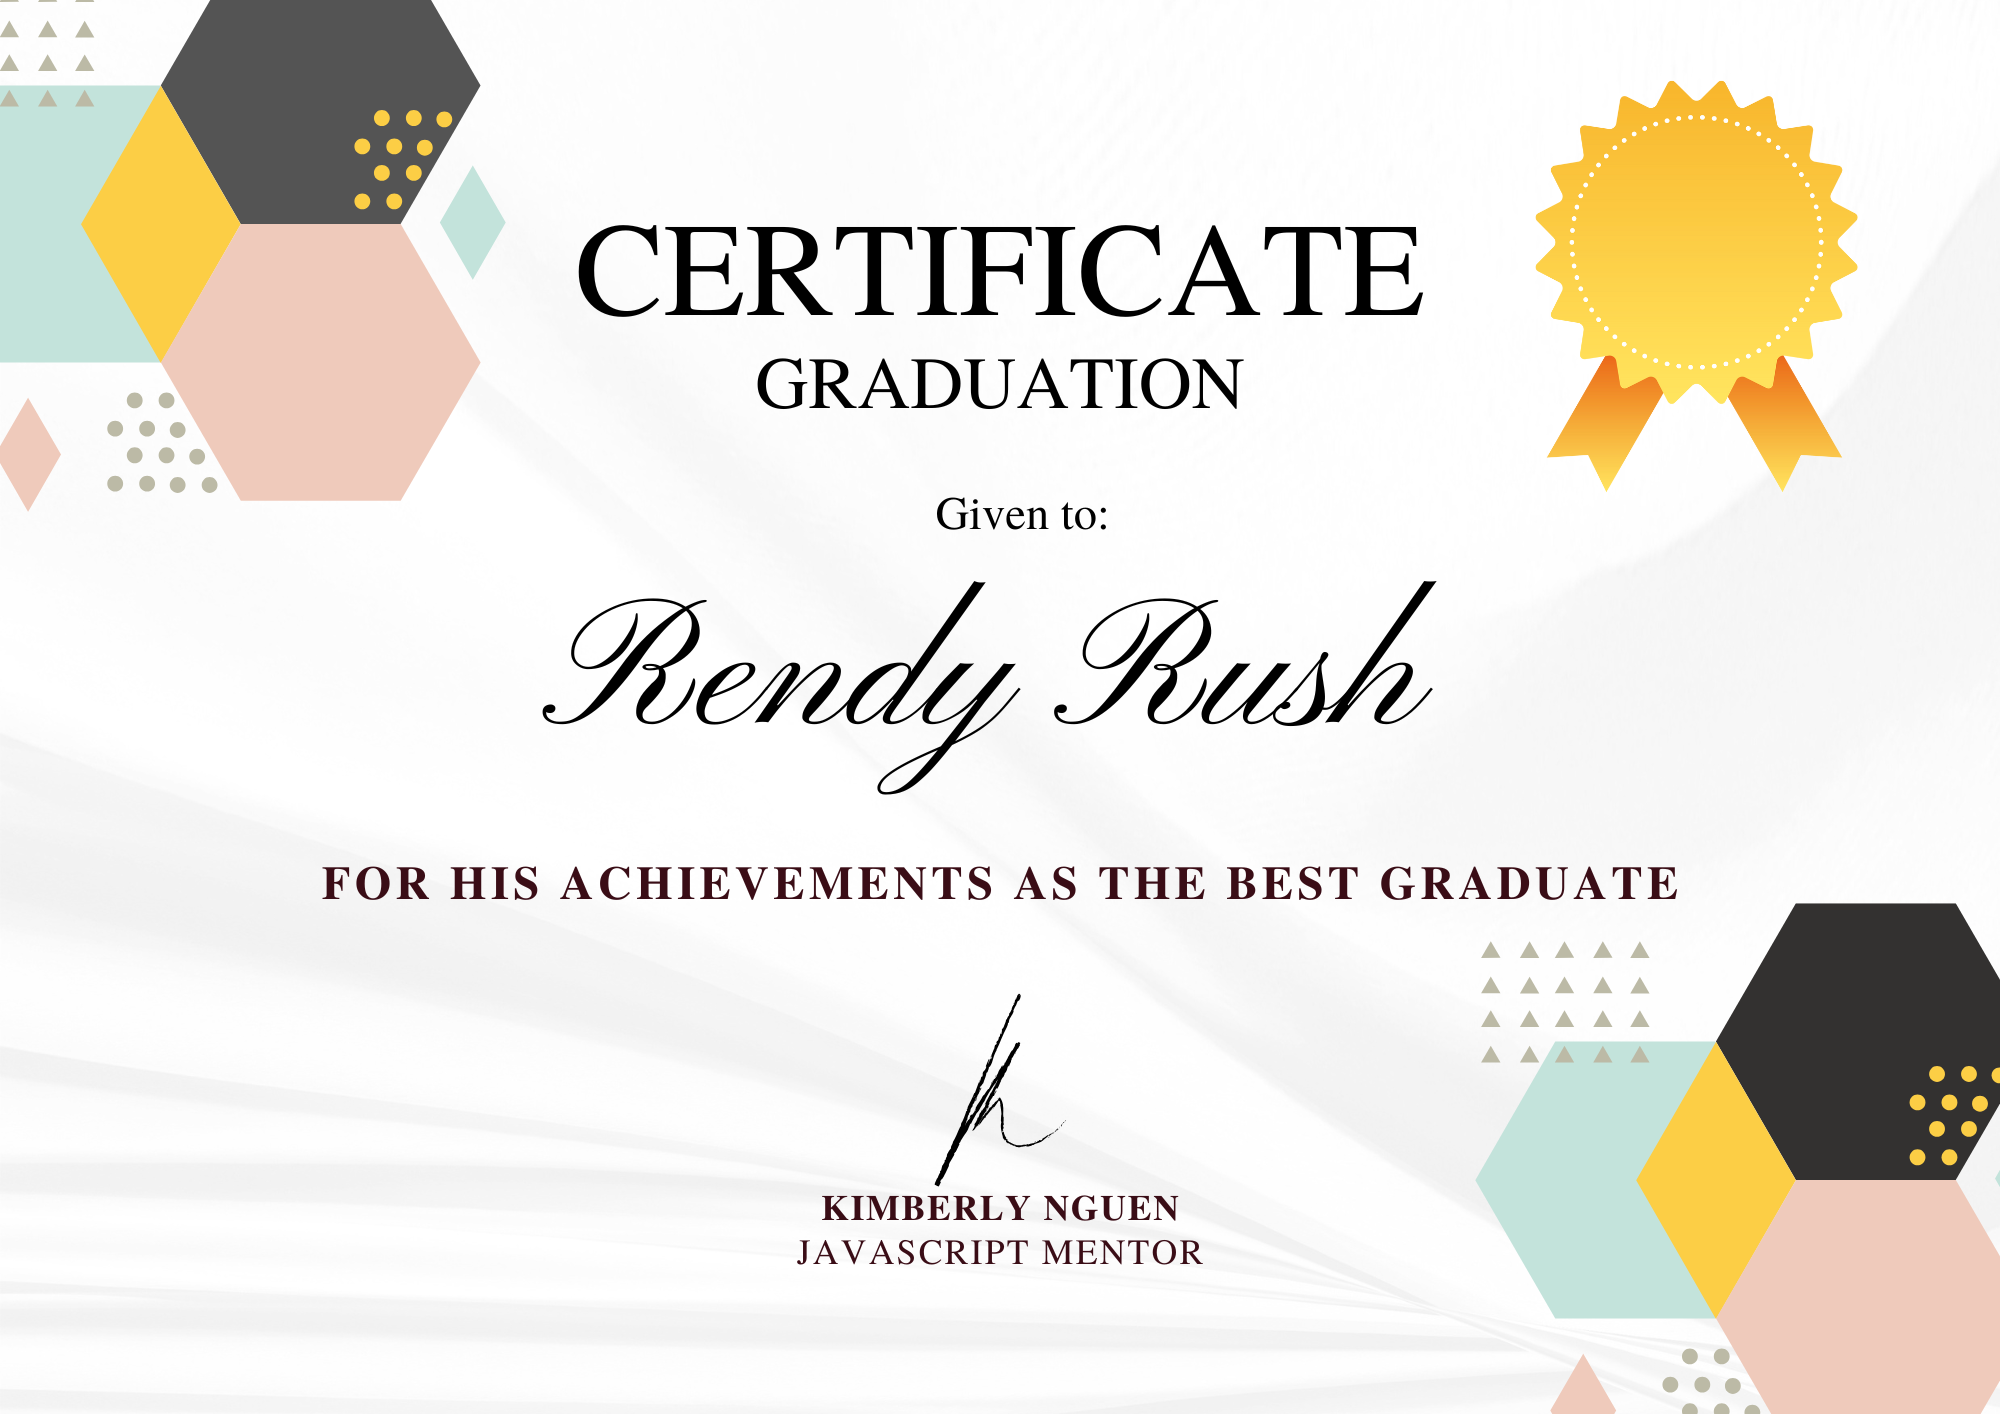 CERTIFICATE
GRADUATION
Given to:
Rendy Rush
FOR HIS ACHIEVEMENTS AS THE BEST GRADUATE
KIMBERLY NGUEN
JAVASCRIPT MENTOR